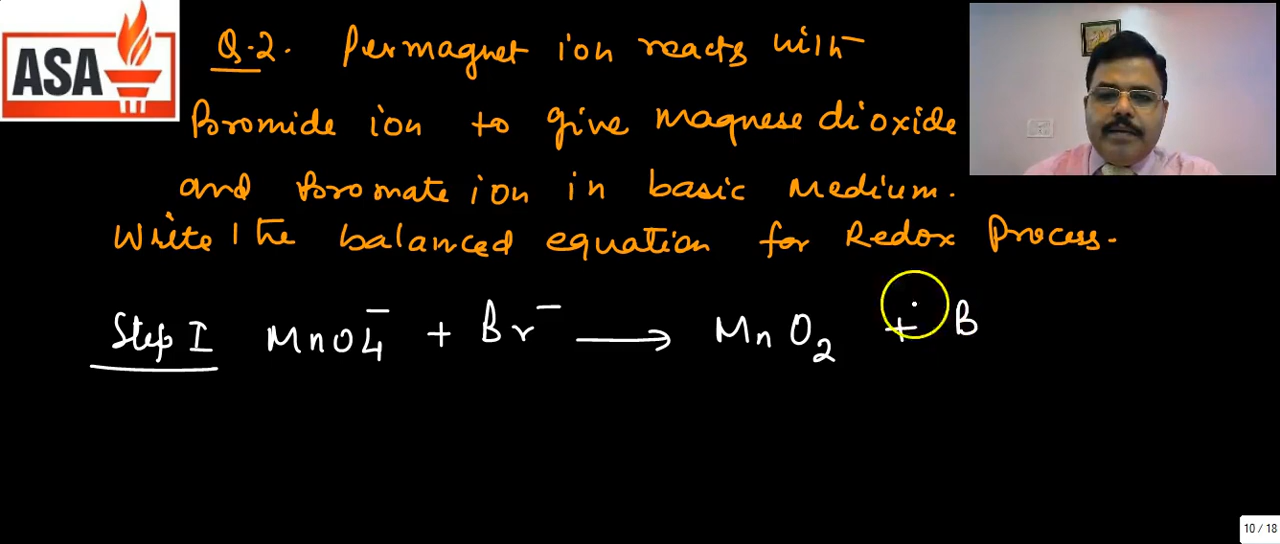 ASA
Q.2. Permagnet ion reacts with
Bromide ion to give Magnese dioxide
and Bromate ion in basic Medium.
Write the balanced equation for Redox Process.
Step I MnO4⁻ + Br⁻ ⟶ MnO₂ + B
10 / 18